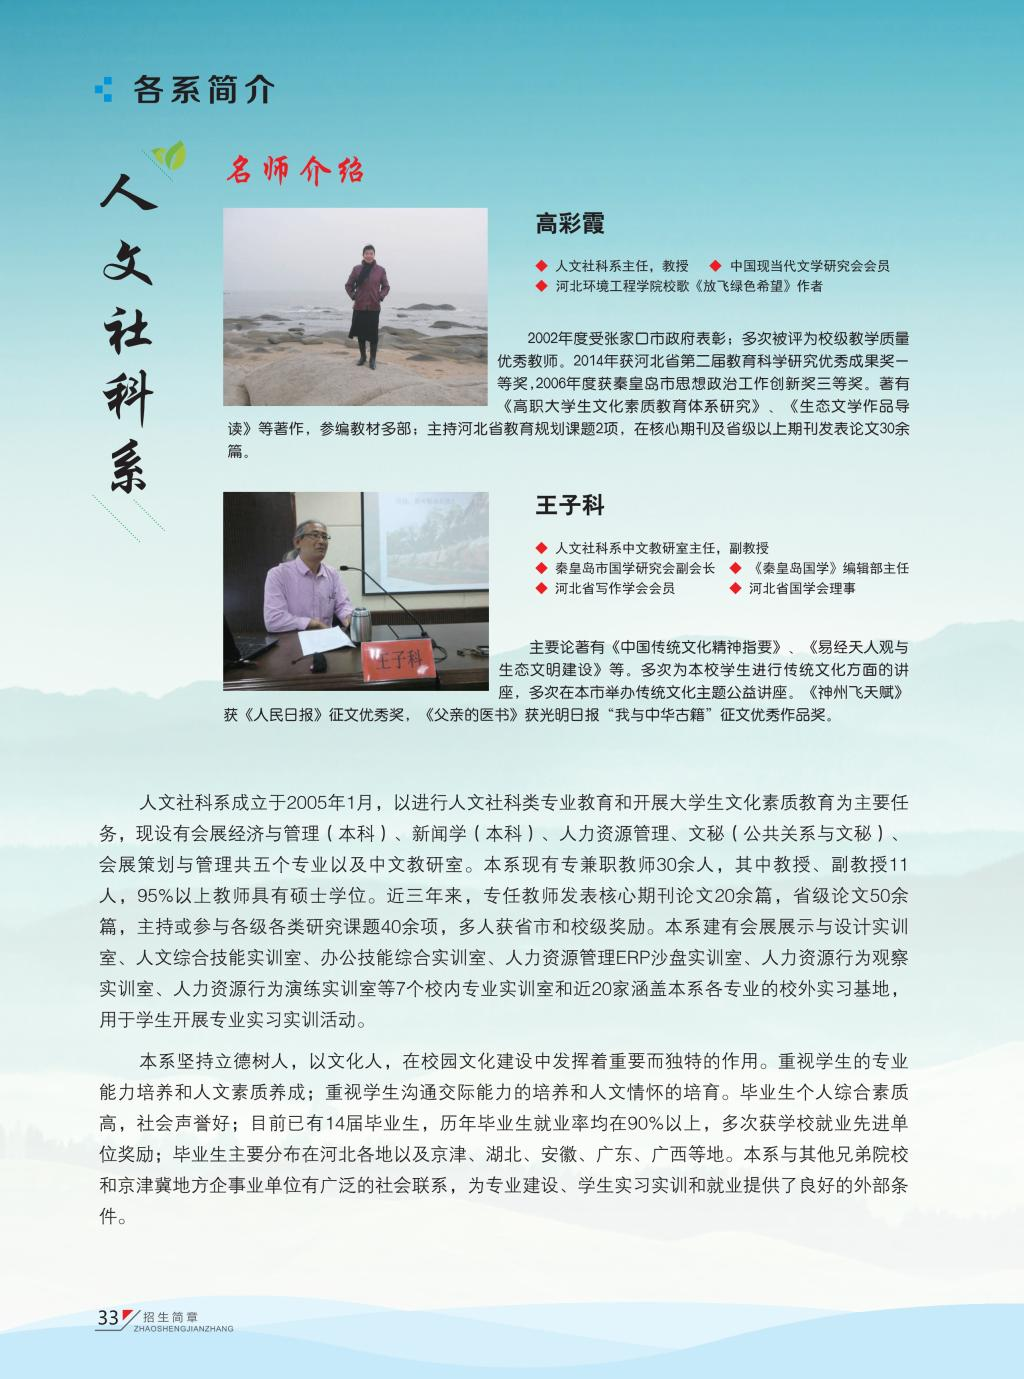 各系简介
人文社科系
名师介绍
高彩霞
◆ 人文社科系主任，教授 ◆ 中国现当代文学研究会会员
◆ 河北环境工程学院校歌《放飞绿色希望》作者
2002年度受张家口市政府表彰；多次被评为校级教学质量
优秀教师。2014年获河北省第二届教育科学研究优秀成果奖一
等奖,2006年度获秦皇岛市思想政治工作创新奖三等奖。著有
《高职大学生文化素质教育体系研究》、《生态文学作品导
读》等著作，参编教材多部；主持河北省教育规划课题2项，在核心期刊及省级以上期刊发表论文30余
篇。
王子科
王子科
◆ 人文社科系中文教研室主任，副教授
◆ 秦皇岛市国学研究会副会长 ◆ 《秦皇岛国学》编辑部主任
◆ 河北省写作学会会员 ◆ 河北省国学会理事
主要论著有《中国传统文化精神指要》、《易经天人观与
生态文明建设》等。多次为本校学生进行传统文化方面的讲
座，多次在本市举办传统文化主题公益讲座。《神州飞天赋》
获《人民日报》征文优秀奖，《父亲的医书》获光明日报“我与中华古籍”征文优秀作品奖。
人文社科系成立于2005年1月，以进行人文社科类专业教育和开展大学生文化素质教育为主要任
务，现设有会展经济与管理（本科）、新闻学（本科）、人力资源管理、文秘（公共关系与文秘）、
会展策划与管理共五个专业以及中文教研室。本系现有专兼职教师30余人，其中教授、副教授11
人，95%以上教师具有硕士学位。近三年来，专任教师发表核心期刊论文20余篇，省级论文50余
篇，主持或参与各级各类研究课题40余项，多人获省市和校级奖励。本系建有会展展示与设计实训
室、人文综合技能实训室、办公技能综合实训室、人力资源管理ERP沙盘实训室、人力资源行为观察
实训室、人力资源行为演练实训室等7个校内专业实训室和近20家涵盖本系各专业的校外实习基地，
用于学生开展专业实习实训活动。
本系坚持立德树人，以文化人，在校园文化建设中发挥着重要而独特的作用。重视学生的专业
能力培养和人文素质养成；重视学生沟通交际能力的培养和人文情怀的培育。毕业生个人综合素质
高，社会声誉好；目前已有14届毕业生，历年毕业生就业率均在90%以上，多次获学校就业先进单
位奖励；毕业生主要分布在河北各地以及京津、湖北、安徽、广东、广西等地。本系与其他兄弟院校
和京津冀地方企事业单位有广泛的社会联系，为专业建设、学生实习实训和就业提供了良好的外部条
件。
33 招生简章
ZHAOSHENGJIANZHANG